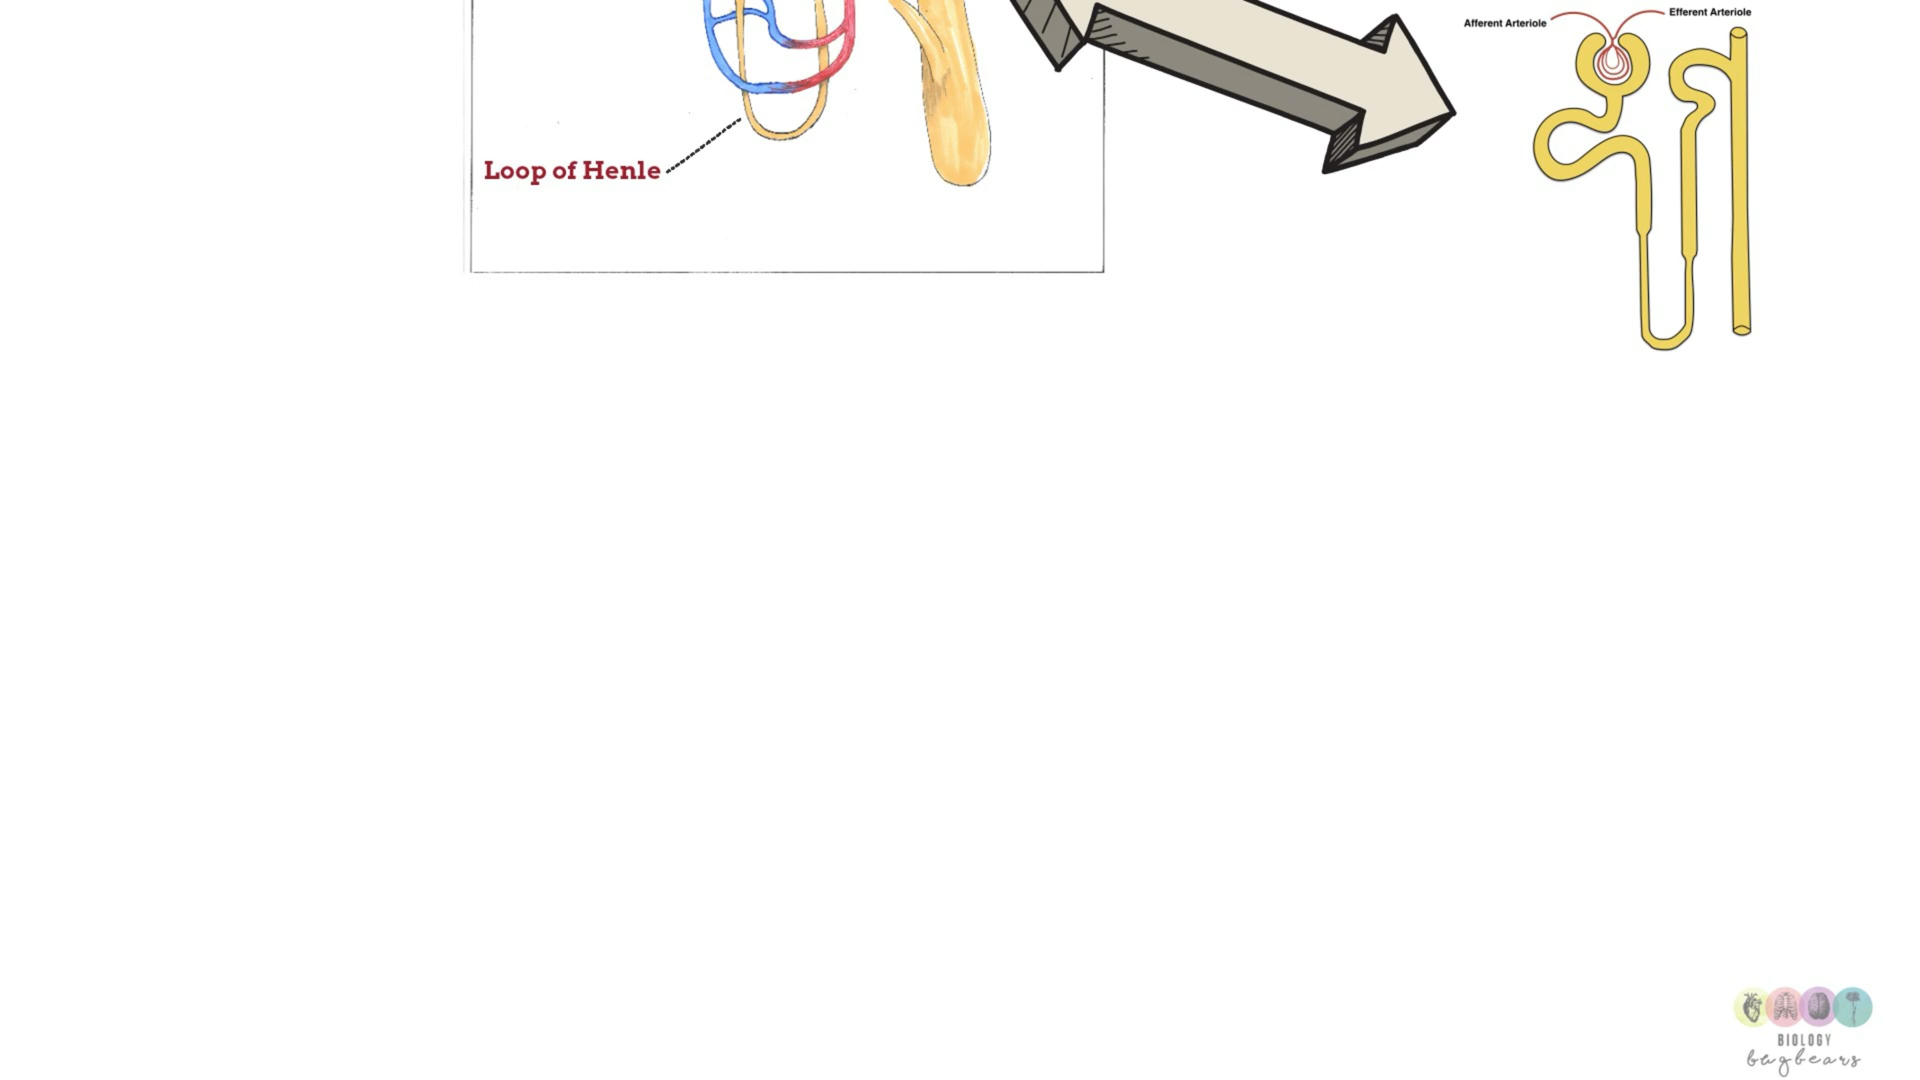 Efferent Arteriole
Afferent Arteriole
Loop of Henle
BIOLOGY
bugbears